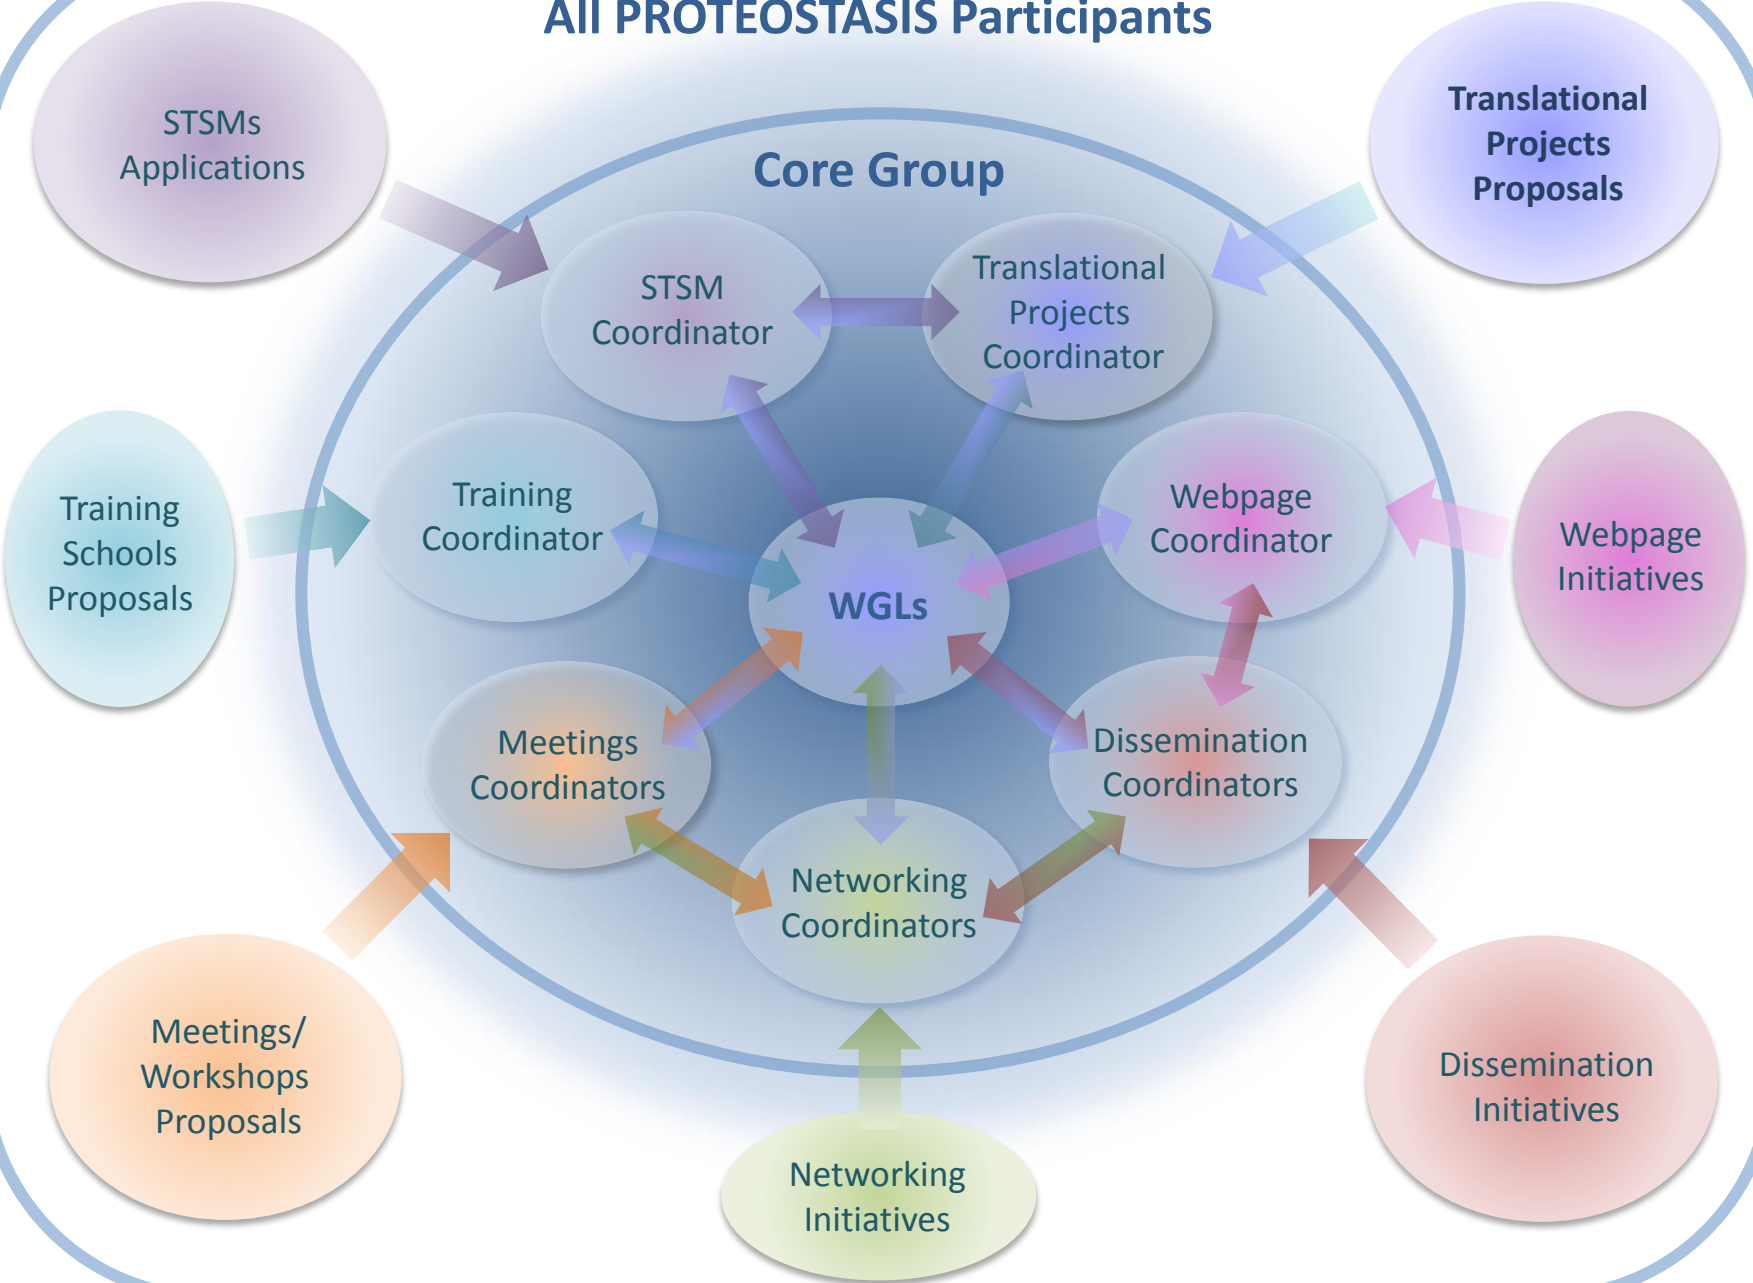 All PROTEOSTASIS Participants
STSMs
Applications
Translational
Projects
Proposals
Core Group
STSM
Coordinator
Translational
Projects
Coordinator
Training
Schools
Proposals
Training
Coordinator
Webpage
Coordinator
Webpage
Initiatives
WGLs
Meetings
Coordinators
Dissemination
Coordinators
Networking
Coordinators
Meetings/
Workshops
Proposals
Dissemination
Initiatives
Networking
Initiatives